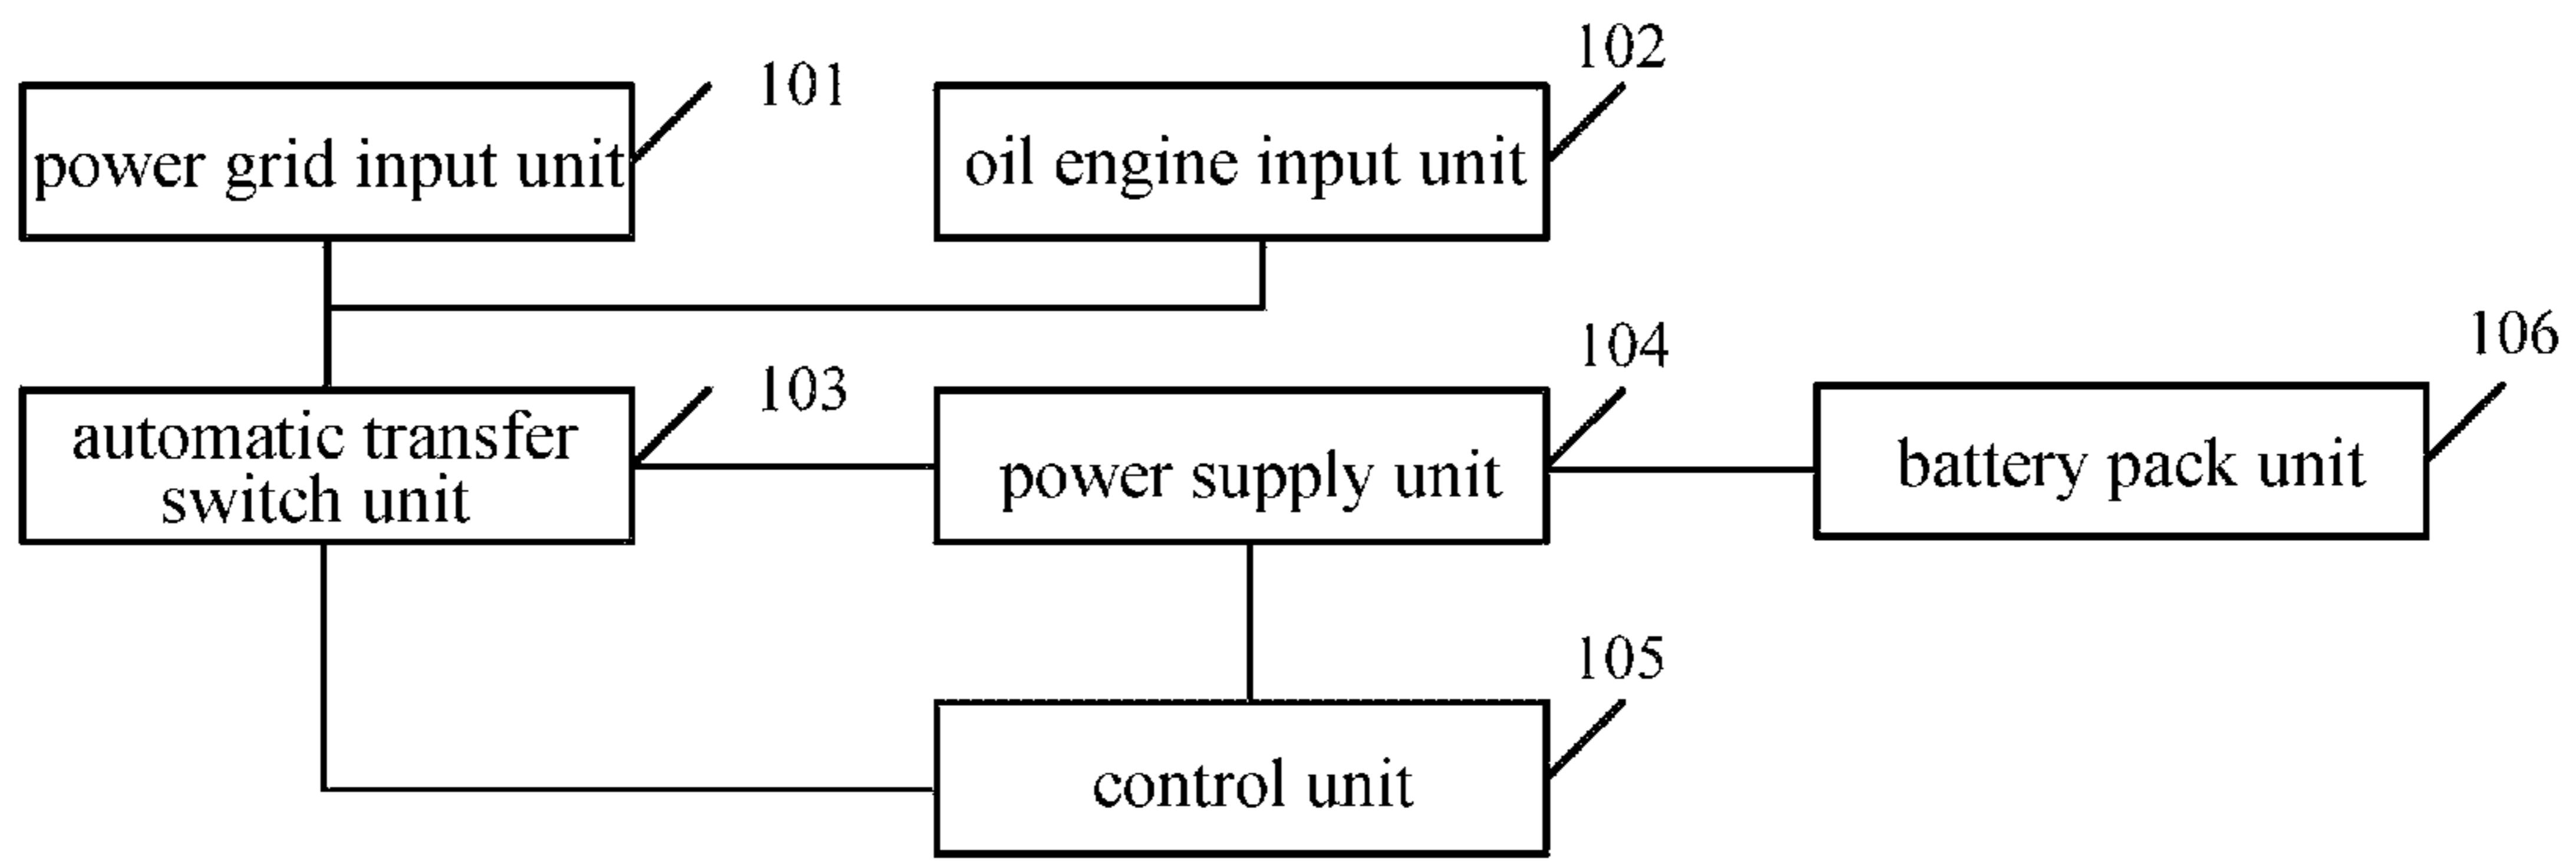 101
102
power grid input unit
oil engine input unit
103
104
106
automatic transfer
switch unit
power supply unit
battery pack unit
105
control unit